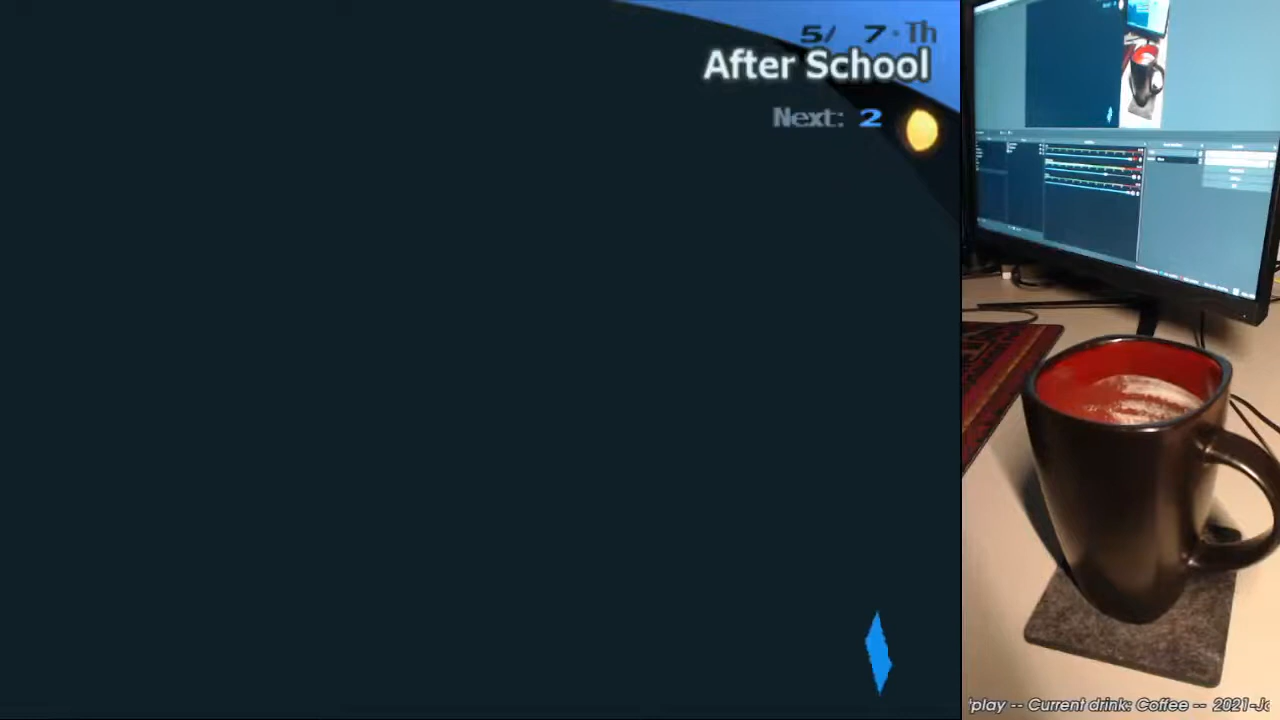 5/ 7·Th
After School
Next: 2
'play -- Current drink: Coffee -- 2021-J